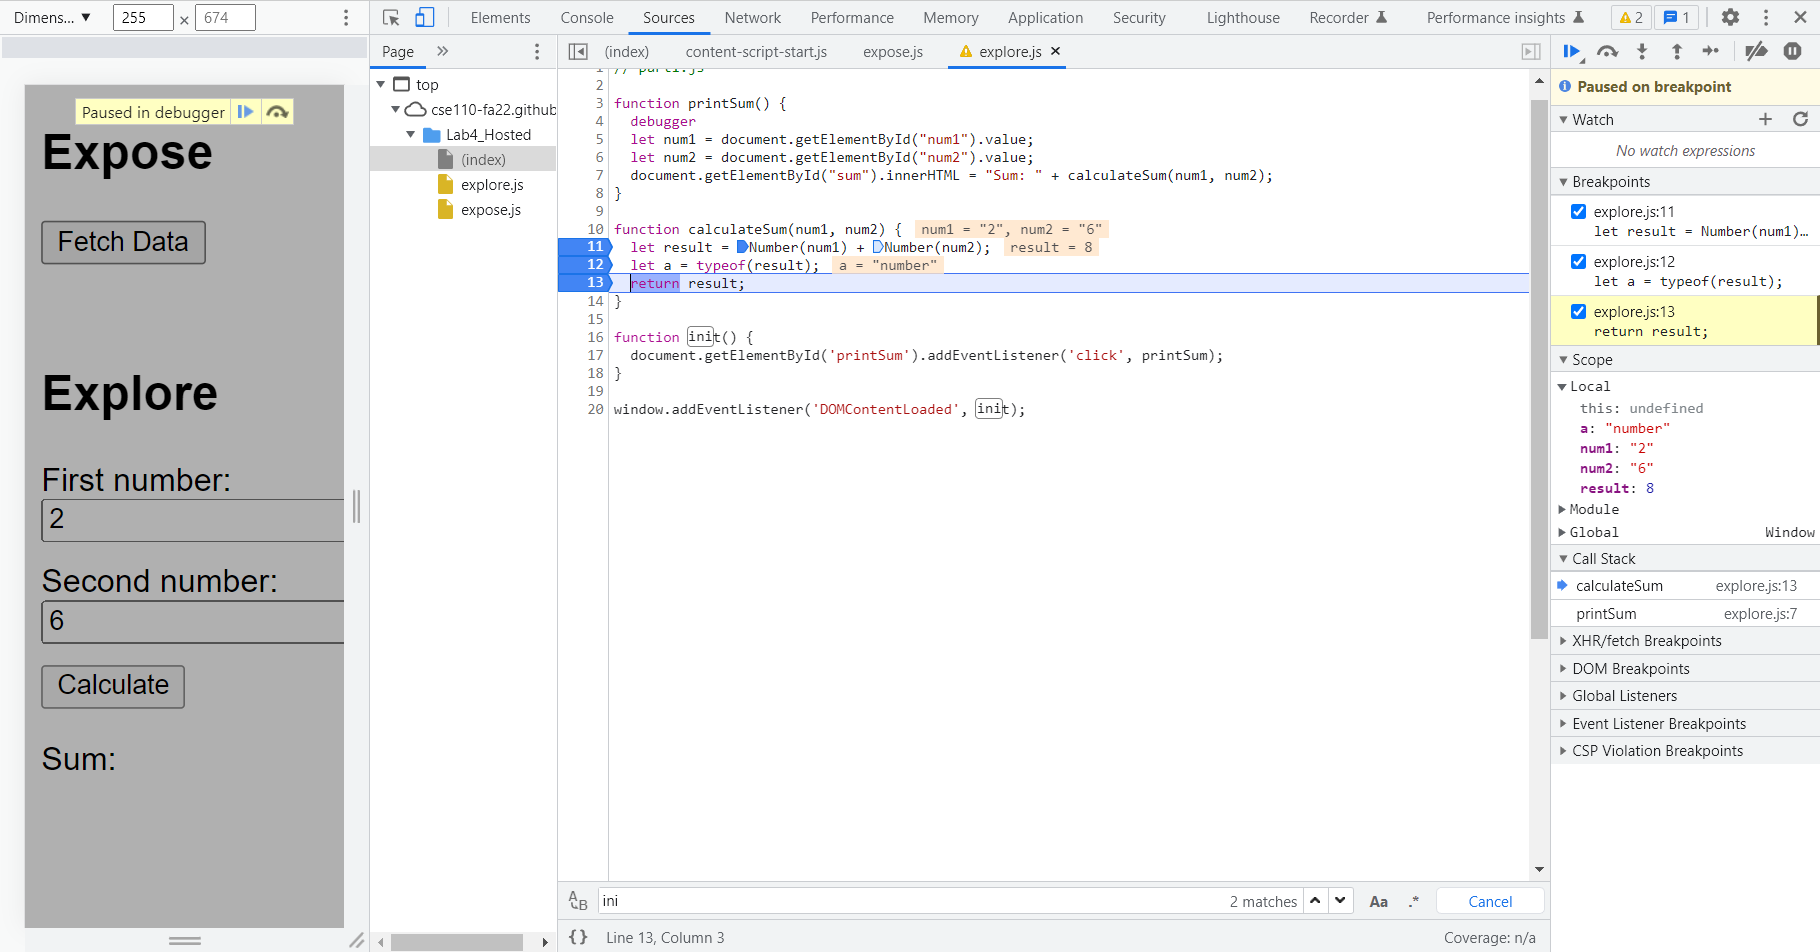 Dimens... ▼ 255 × 674
Elements Console Sources Network Performance Memory Application Security Lighthouse Recorder Performance insights 2 1
Page »
(index) content-script-start.js expose.js explore.js ×
top
cse110-fa22.github
Lab4_Hosted
(index)
explore.js
expose.js
Paused in debugger
Expose
Fetch Data
Explore
First number:
2
Second number:
6
Calculate
Sum:
1 // part1.js
2
3 function printSum() {
4 debugger
5 let num1 = document.getElementById("num1").value;
6 let num2 = document.getElementById("num2").value;
7 document.getElementById("sum").innerHTML = "Sum: " + calculateSum(num1, num2);
8 }
9
10 function calculateSum(num1, num2) { num1 = "2", num2 = "6"
11 let result = Number(num1) + Number(num2); result = 8
12 let a = typeof(result); a = "number"
13 return result;
14 }
15
16 function init() {
17 document.getElementById('printSum').addEventListener('click', printSum);
18 }
19
20 window.addEventListener('DOMContentLoaded', init);
ini 2 matches Aa .* Cancel
{} Line 13, Column 3 Coverage: n/a
Paused on breakpoint
Watch
No watch expressions
Breakpoints
explore.js:11
let result = Number(num1)…
explore.js:12
let a = typeof(result);
explore.js:13
return result;
Scope
Local
this: undefined
a: "number"
num1: "2"
num2: "6"
result: 8
Module
Global Window
Call Stack
calculateSum explore.js:13
printSum explore.js:7
XHR/fetch Breakpoints
DOM Breakpoints
Global Listeners
Event Listener Breakpoints
CSP Violation Breakpoints